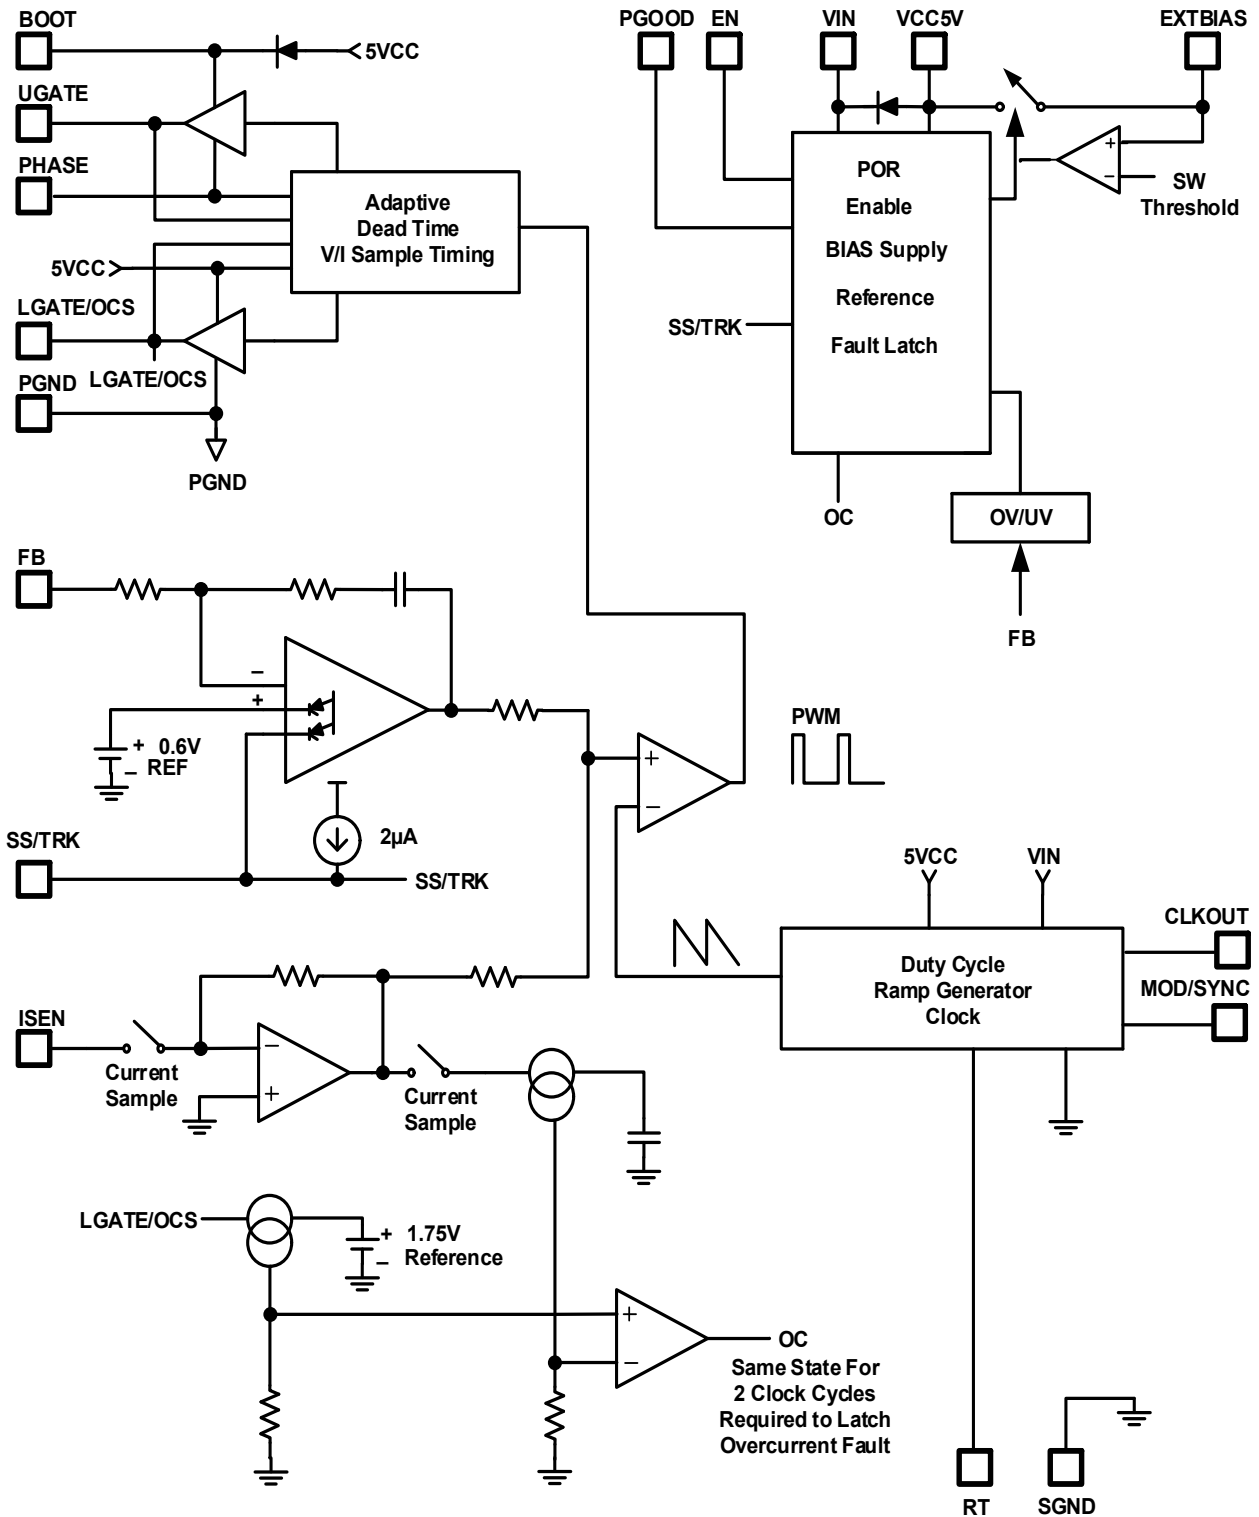 BOOT
5VCC
UGATE
PHASE
Adaptive
Dead Time
V/I Sample Timing
5VCC
LGATE/OCS
LGATE/OCS
PGND
PGND
PGOOD
EN
VIN
VCC5V
EXTBIAS
+
−
SW
Threshold
POR
Enable
BIAS Supply
Reference
Fault Latch
SS/TRK
OC
OV/UV
FB
FB
−
+
+ 0.6V
− REF
2µA
SS/TRK
SS/TRK
+
−
PWM
5VCC
VIN
CLKOUT
MOD/SYNC
Duty Cycle
Ramp Generator
Clock
ISEN
−
+
Current
Sample
Current
Sample
LGATE/OCS
+ 1.75V
− Reference
+
−
OC
Same State For
2 Clock Cycles
Required to Latch
Overcurrent Fault
RT
SGND